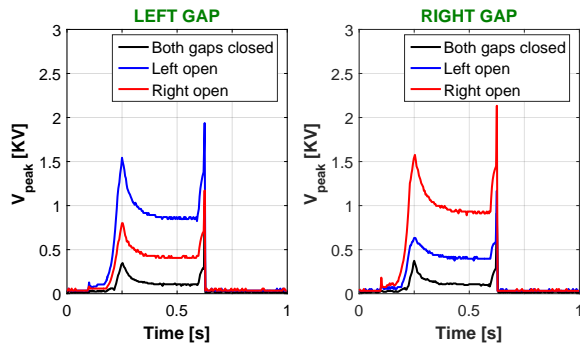 LEFT GAP
Both gaps closed
Left open
Right open
V_peak [KV]
3
2.5
2
1.5
1
0.5
0
0
0.5
1
Time [s]
RIGHT GAP
Both gaps closed
Left open
Right open
V_peak [KV]
3
2.5
2
1.5
1
0.5
0
0
0.5
1
Time [s]